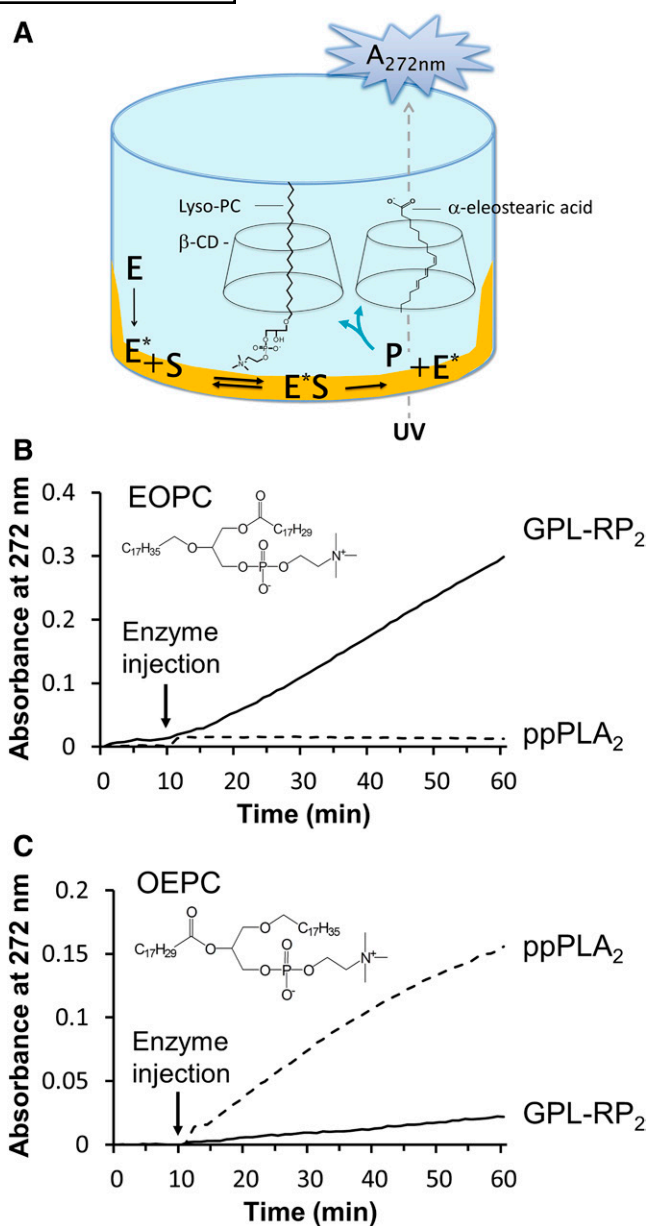 A
A272nm
Lyso-PC
α-eleostearic acid
β-CD
E
E* + S
E*S
P + E*
UV
B
Absorbance at 272 nm
0.4
0.3
0.2
0.1
0
EOPC
O
O
C17H29
C17H35
O
O
O
P
O
O-
N+
Enzyme
injection
GPL-RP2
ppPLA2
0 10 20 30 40 50 60
Time (min)
C
Absorbance at 272 nm
0.2
0.15
0.1
0.05
0
OEPC
O
O
C17H35
C17H29
O
O
O
P
O
O-
N+
Enzyme
injection
ppPLA2
GPL-RP2
0 10 20 30 40 50 60
Time (min)